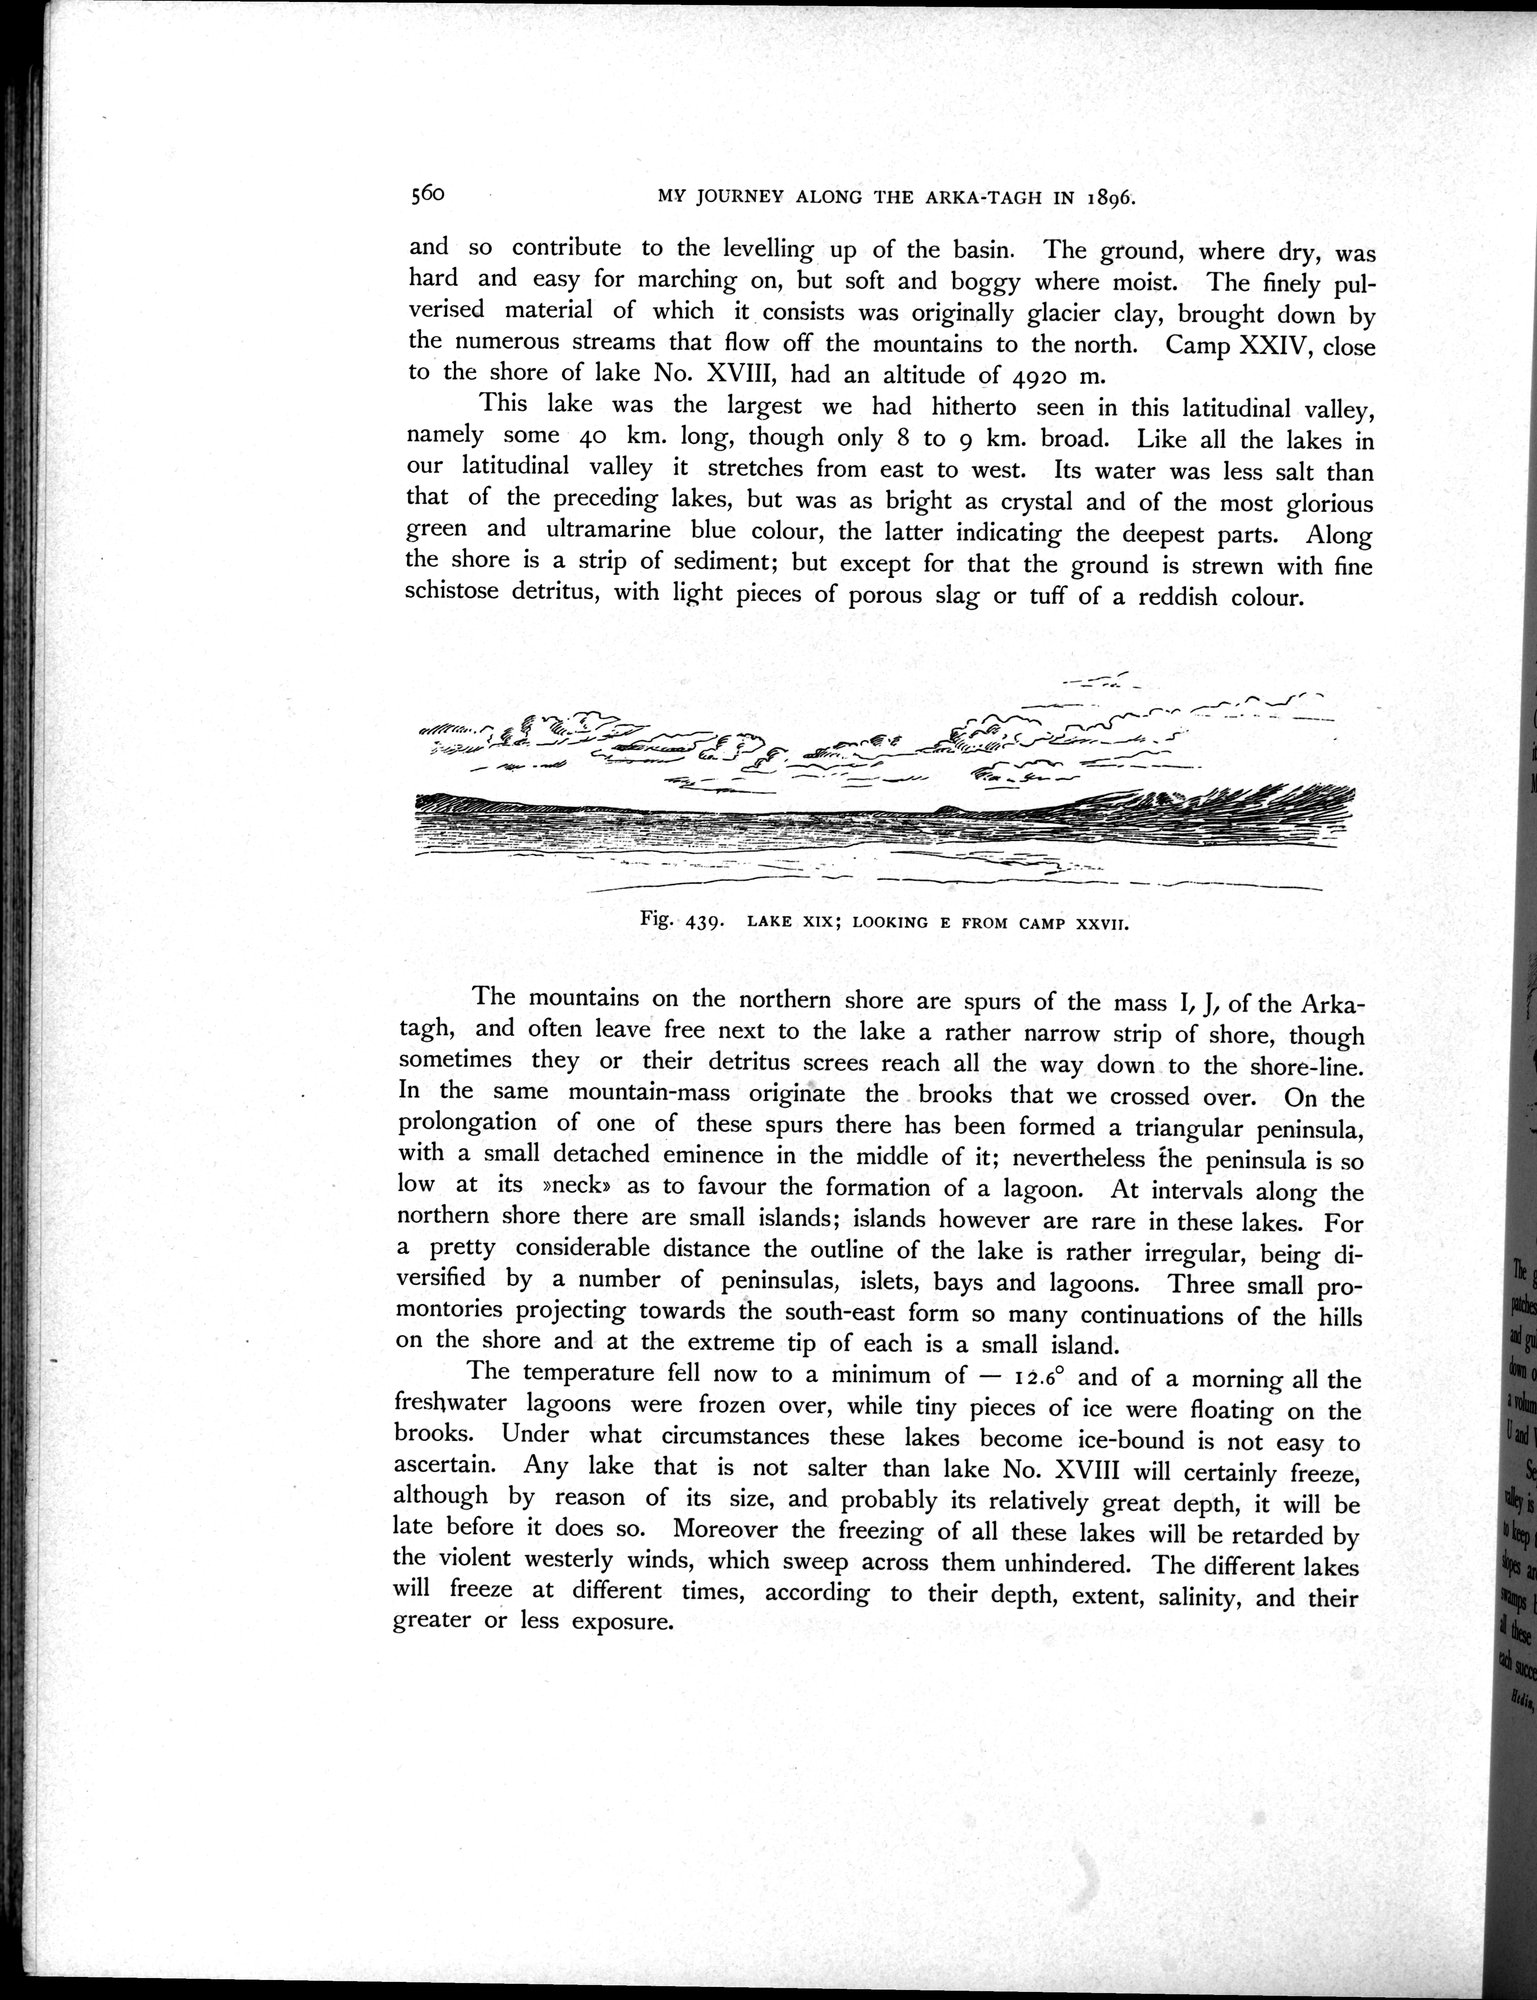 560 MY JOURNEY ALONG THE ARKA-TAGH IN 1896.
and so contribute to the levelling up of the basin. The ground, where dry, was
hard and easy for marching on, but soft and boggy where moist. The finely pul-
verised material of which it consists was originally glacier clay, brought down by
the numerous streams that flow off the mountains to the north. Camp XXIV, close
to the shore of lake No. XVIII, had an altitude of 4920 m.
This lake was the largest we had hitherto seen in this latitudinal valley,
namely some 40 km. long, though only 8 to 9 km. broad. Like all the lakes in
our latitudinal valley it stretches from east to west. Its water was less salt than
that of the preceding lakes, but was as bright as crystal and of the most glorious
green and ultramarine blue colour, the latter indicating the deepest parts. Along
the shore is a strip of sediment; but except for that the ground is strewn with fine
schistose detritus, with light pieces of porous slag or tuff of a reddish colour.
Fig. 439. LAKE XIX; LOOKING E FROM CAMP XXVII.
The mountains on the northern shore are spurs of the mass I, J, of the Arka-
tagh, and often leave free next to the lake a rather narrow strip of shore, though
sometimes they or their detritus screes reach all the way down to the shore-line.
In the same mountain-mass originate the brooks that we crossed over. On the
prolongation of one of these spurs there has been formed a triangular peninsula,
with a small detached eminence in the middle of it; nevertheless the peninsula is so
low at its »neck» as to favour the formation of a lagoon. At intervals along the
northern shore there are small islands; islands however are rare in these lakes. For
a pretty considerable distance the outline of the lake is rather irregular, being di-
versified by a number of peninsulas, islets, bays and lagoons. Three small pro-
montories projecting towards the south-east form so many continuations of the hills
on the shore and at the extreme tip of each is a small island.
The temperature fell now to a minimum of — 12.6° and of a morning all the
freshwater lagoons were frozen over, while tiny pieces of ice were floating on the
brooks. Under what circumstances these lakes become ice-bound is not easy to
ascertain. Any lake that is not salter than lake No. XVIII will certainly freeze,
although by reason of its size, and probably its relatively great depth, it will be
late before it does so. Moreover the freezing of all these lakes will be retarded by
the violent westerly winds, which sweep across them unhindered. The different lakes
will freeze at different times, according to their depth, extent, salinity, and their
greater or less exposure.
The
patches
and
down
a
U and
valley is
to keep
slopes
swamps
all these
each
Hedin,